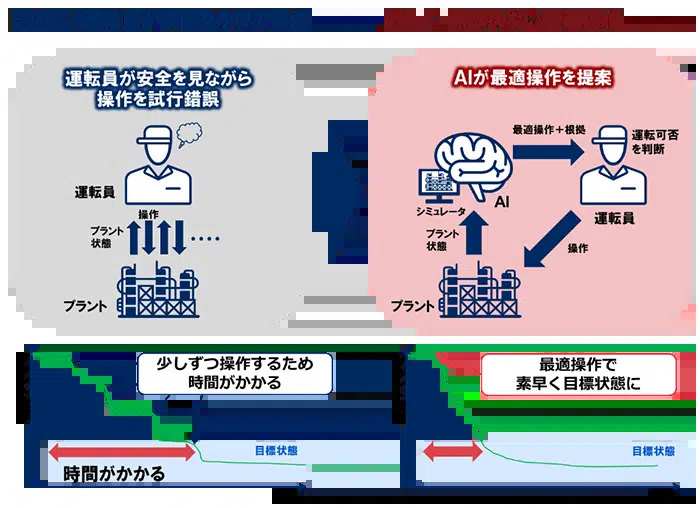 運転員が安全を見ながら
操作を試行錯誤
運転員
操作
プラント
状態
‥‥
プラント
AIが最適操作を提案
最適操作＋根拠
運転可否
を判断
シミュレータ
AI
運転員
プラント
状態
操作
プラント
少しずつ操作するため
時間がかかる
目標状態
時間がかかる
最適操作で
素早く目標状態に
目標状態